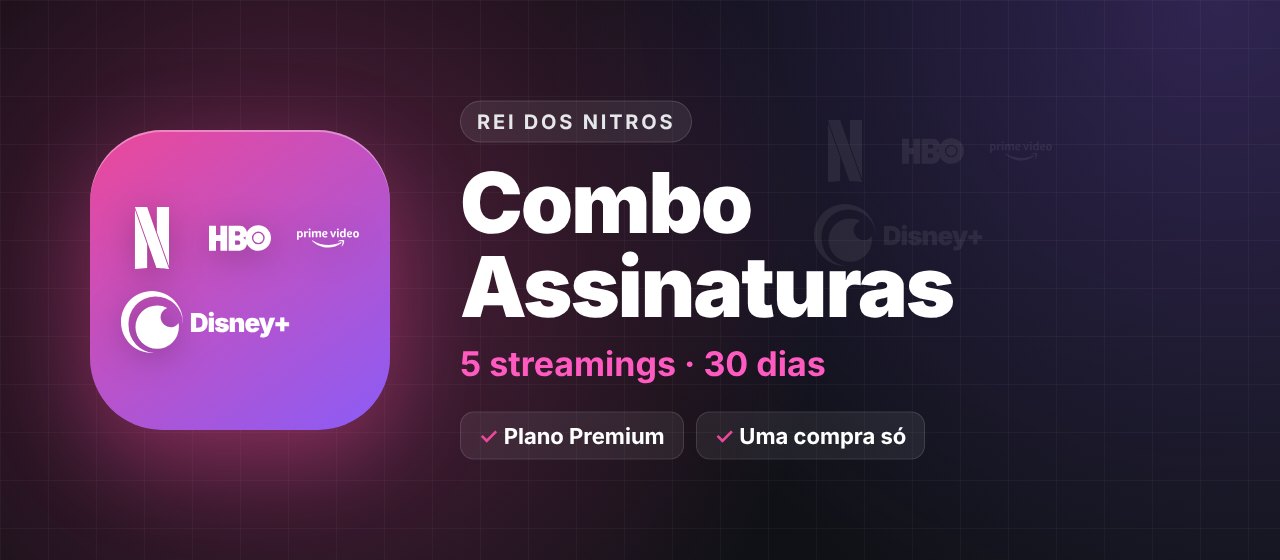 REI DOS NITROS
Combo
Assinaturas
5 streamings · 30 dias
✓ Plano Premium
✓ Uma compra só
N
HBO
prime video
Disney+
N
HBO
prime video
Disney+